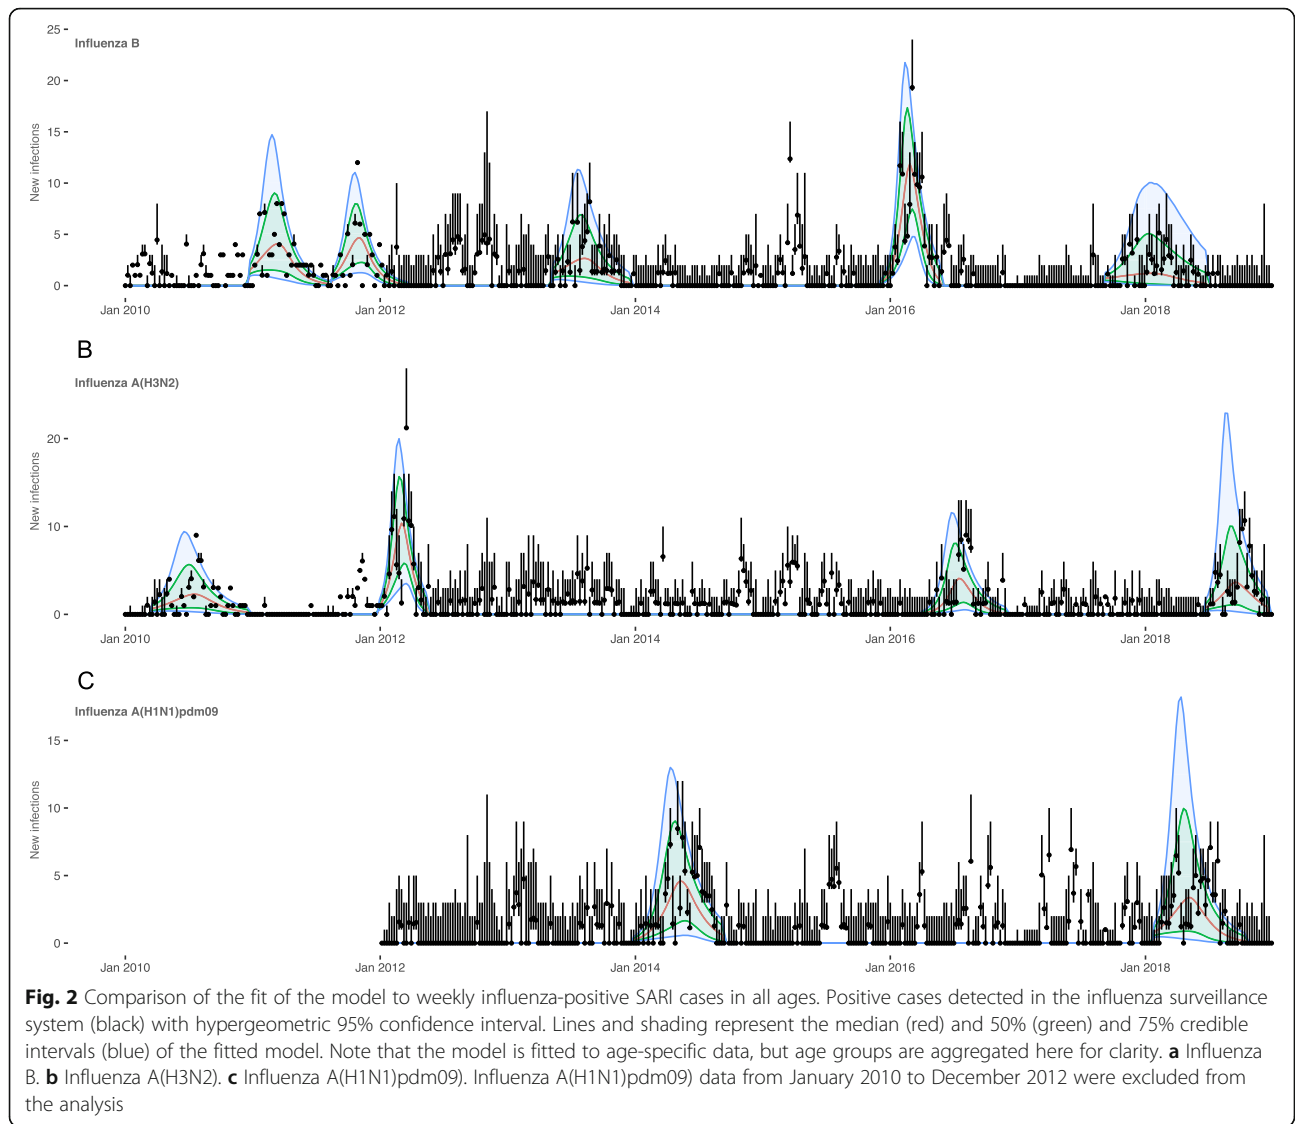 25
Influenza B
20
15
10
5
0
New infections
Jan 2010 Jan 2012 Jan 2014 Jan 2016 Jan 2018
B
Influenza A(H3N2)
20
10
0
New infections
Jan 2010 Jan 2012 Jan 2014 Jan 2016 Jan 2018
C
Influenza A(H1N1)pdm09
15
10
5
0
New infections
Jan 2010 Jan 2012 Jan 2014 Jan 2016 Jan 2018
Fig. 2 Comparison of the fit of the model to weekly influenza-positive SARI cases in all ages. Positive cases detected in the influenza surveillance
system (black) with hypergeometric 95% confidence interval. Lines and shading represent the median (red) and 50% (green) and 75% credible
intervals (blue) of the fitted model. Note that the model is fitted to age-specific data, but age groups are aggregated here for clarity. a Influenza
B. b Influenza A(H3N2). c Influenza A(H1N1)pdm09). Influenza A(H1N1)pdm09) data from January 2010 to December 2012 were excluded from
the analysis